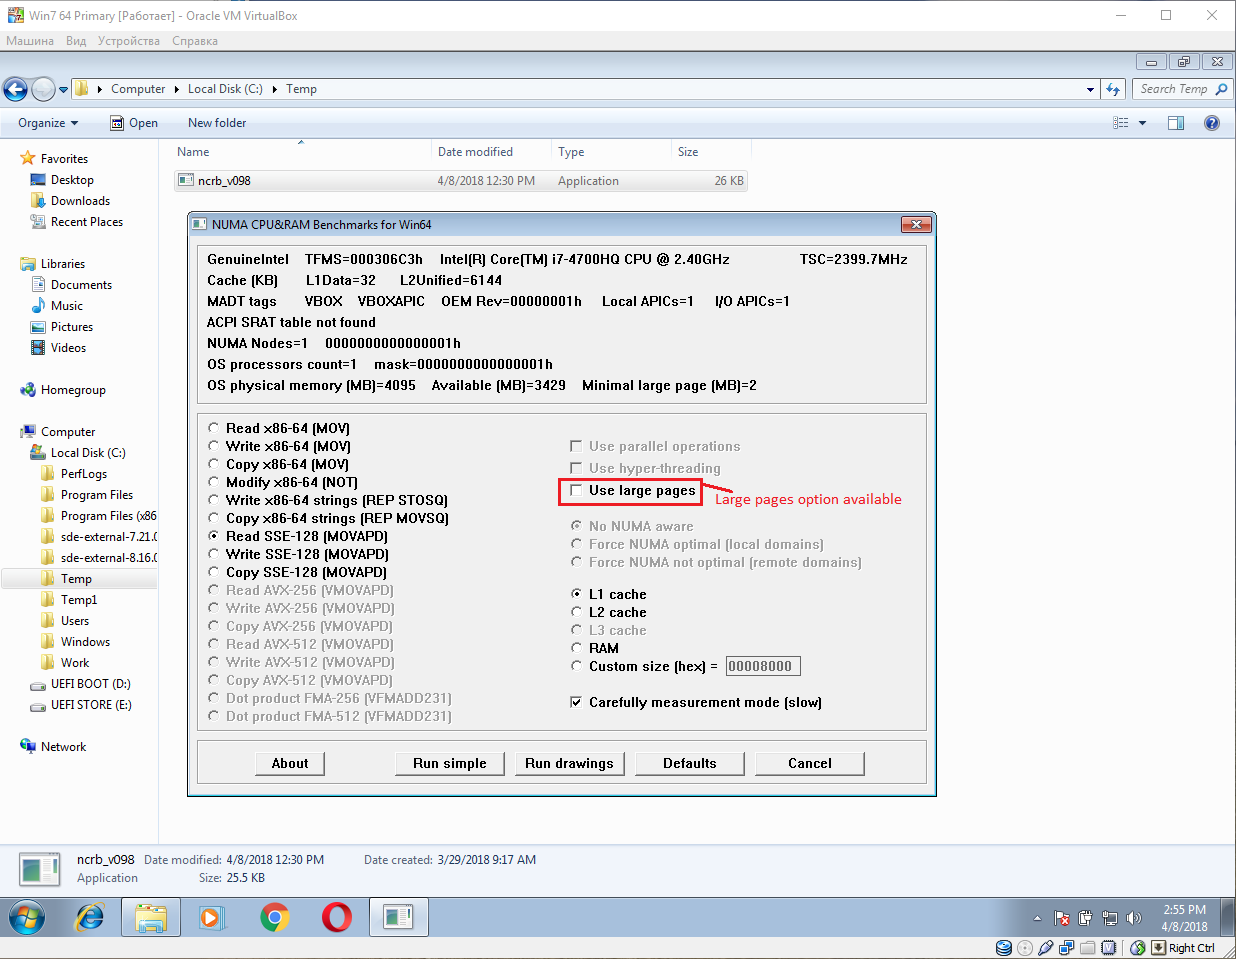 Win7 64 Primary [Работает] - Oracle VM VirtualBox
Машина Вид Устройства Справка
Computer Local Disk (C:) Temp
Search Temp
Organize Open New folder
Name Date modified Type Size
ncrb_v098 4/8/2018 12:30 PM Application 26 KB
Favorites
Desktop
Downloads
Recent Places
Libraries
Documents
Music
Pictures
Videos
Homegroup
Computer
Local Disk (C:)
PerfLogs
Program Files
Program Files (x86
sde-external-7.21.0
sde-external-8.16.0
Temp
Temp1
Users
Windows
Work
UEFI BOOT (D:)
UEFI STORE (E:)
Network
NUMA CPU&RAM Benchmarks for Win64
GenuineIntel TFMS=000306C3h Intel(R) Core(TM) i7-4700HQ CPU @ 2.40GHz TSC=2399.7MHz
Cache (KB) L1Data=32 L2Unified=6144
MADT tags VBOX VBOXAPIC OEM Rev=00000001h Local APICs=1 I/O APICs=1
ACPI SRAT table not found
NUMA Nodes=1 0000000000000001h
OS processors count=1 mask=0000000000000001h
OS physical memory (MB)=4095 Available (MB)=3429 Minimal large page (MB)=2
Read x86-64 (MOV)
Write x86-64 (MOV)
Copy x86-64 (MOV)
Modify x86-64 (NOT)
Write x86-64 strings (REP STOSQ)
Copy x86-64 strings (REP MOVSQ)
Read SSE-128 (MOVAPD)
Write SSE-128 (MOVAPD)
Copy SSE-128 (MOVAPD)
Read AVX-256 (VMOVAPD)
Write AVX-256 (VMOVAPD)
Copy AVX-256 (VMOVAPD)
Read AVX-512 (VMOVAPD)
Write AVX-512 (VMOVAPD)
Copy AVX-512 (VMOVAPD)
Dot product FMA-256 (VFMADD231)
Dot product FMA-512 (VFMADD231)
Use parallel operations
Use hyper-threading
Use large pages
Large pages option available
No NUMA aware
Force NUMA optimal (local domains)
Force NUMA not optimal (remote domains)
L1 cache
L2 cache
L3 cache
RAM
Custom size (hex) = 00008000
Carefully measurement mode (slow)
About Run simple Run drawings Defaults Cancel
ncrb_v098 Date modified: 4/8/2018 12:30 PM Date created: 3/29/2018 9:17 AM
Application Size: 25.5 KB
2:55 PM
4/8/2018
Right Ctrl